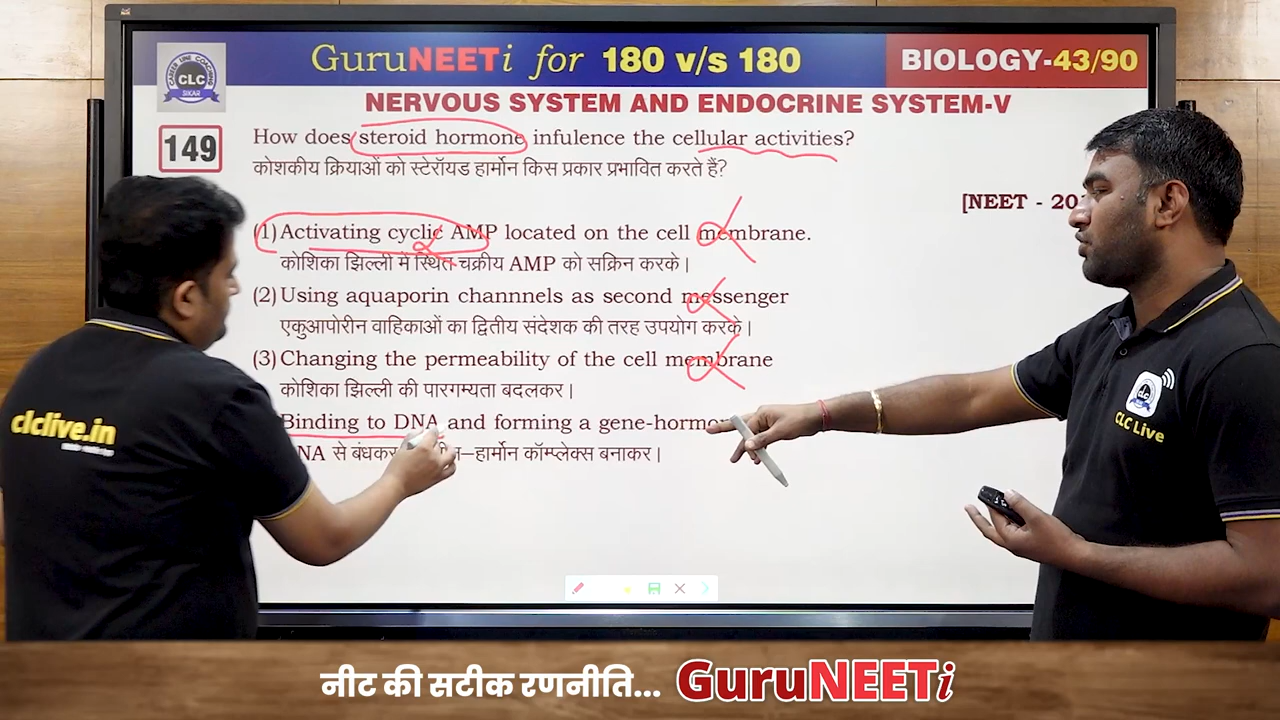 GuruNEETi for 180 v/s 180
BIOLOGY-43/90
CLC
SIKAR
NERVOUS SYSTEM AND ENDOCRINE SYSTEM-V
149
How does steroid hormone infulence the cellular activities?
कोशकीय क्रियाओं को स्टेरॉयड हार्मोन किस प्रकार प्रभावित करते हैं?
[NEET - 20
(1) Activating cyclic AMP located on the cell membrane.
कोशिका झिल्ली में स्थित चक्रीय AMP को सक्रिन करके।
(2) Using aquaporin channnels as second messenger
एकुआपोरीन वाहिकाओं का द्वितीय संदेशक की तरह उपयोग करके।
(3) Changing the permeability of the cell membrane
कोशिका झिल्ली की पारगम्यता बदलकर।
Binding to DNA and forming a gene-hormo
NA से बंधकर –हार्मोन कॉम्प्लेक्स बनाकर।
clclive.in
CLC Live
नीट की सटीक रणनीति... GuruNEETi